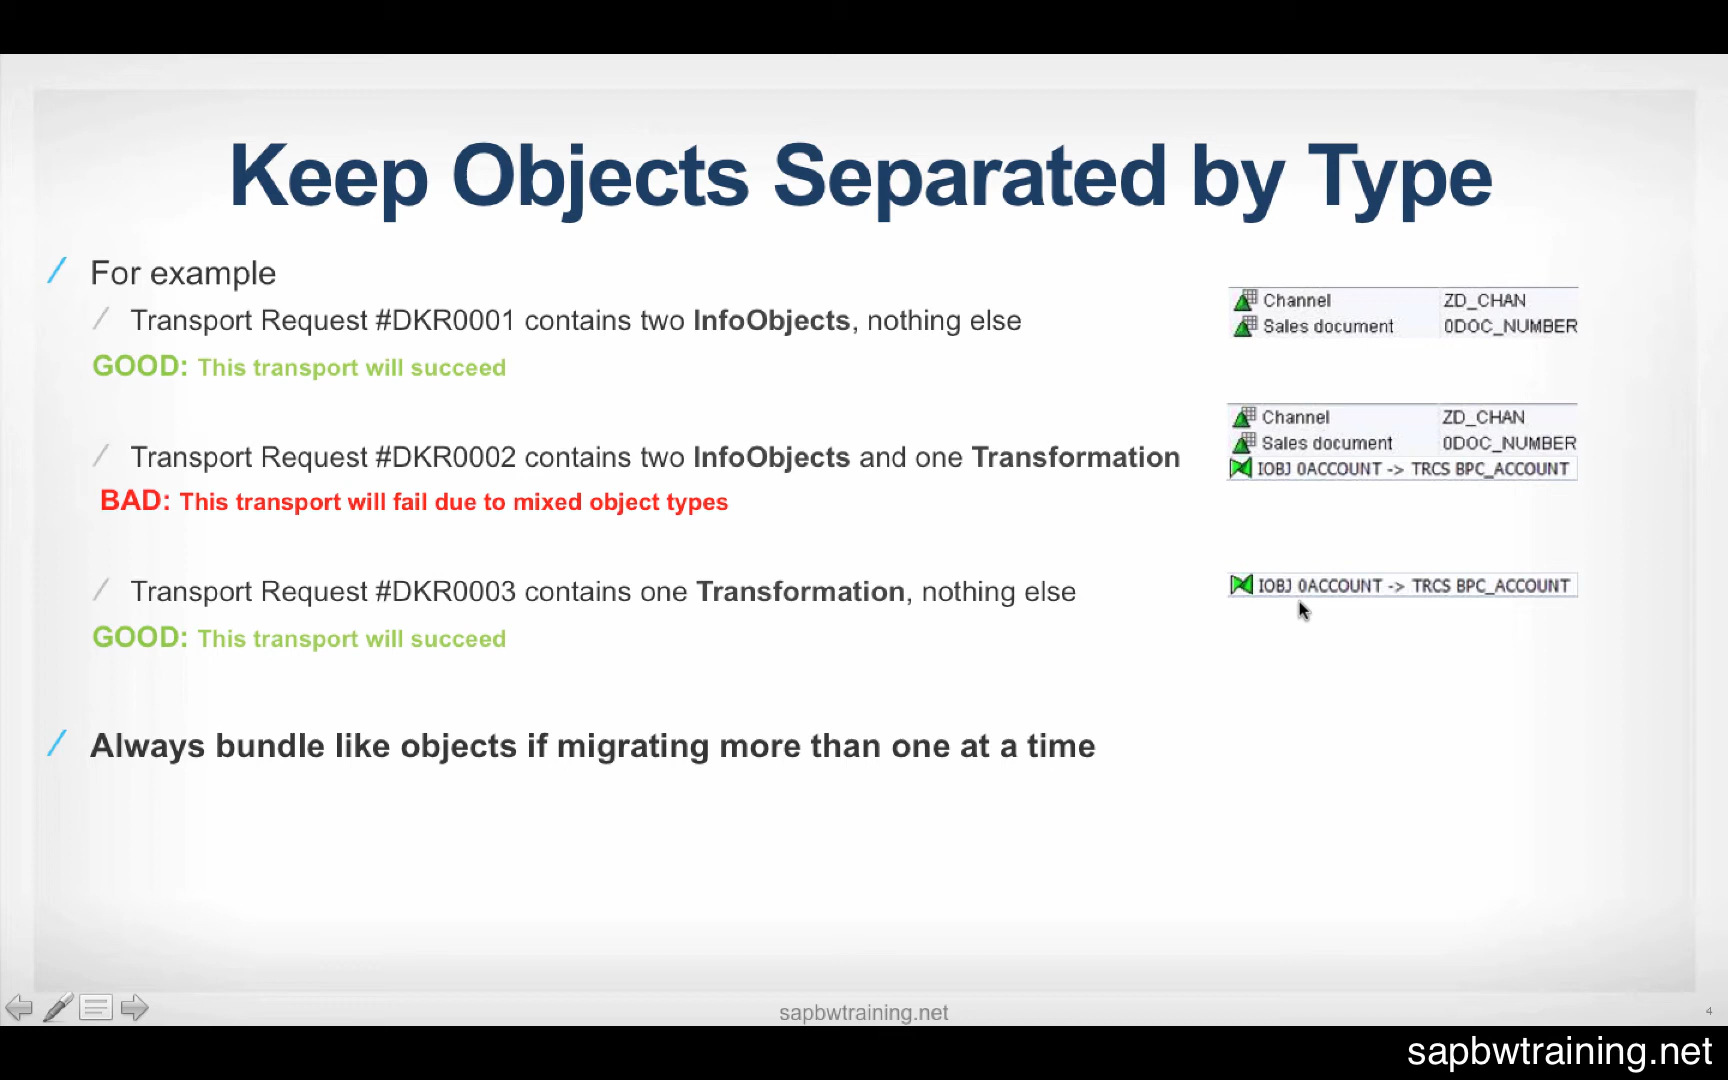 Keep Objects Separated by Type
For example
Transport Request #DKR0001 contains two InfoObjects, nothing else
GOOD: This transport will succeed
Channel ZD_CHAN
Sales document 0DOC_NUMBER
Transport Request #DKR0002 contains two InfoObjects and one Transformation
BAD: This transport will fail due to mixed object types
Channel ZD_CHAN
Sales document 0DOC_NUMBER
IOBJ 0ACCOUNT -> TRCS BPC_ACCOUNT
Transport Request #DKR0003 contains one Transformation, nothing else
GOOD: This transport will succeed
IOBJ 0ACCOUNT -> TRCS BPC_ACCOUNT
Always bundle like objects if migrating more than one at a time
sapbwtraining.net
4
sapbwtraining.net